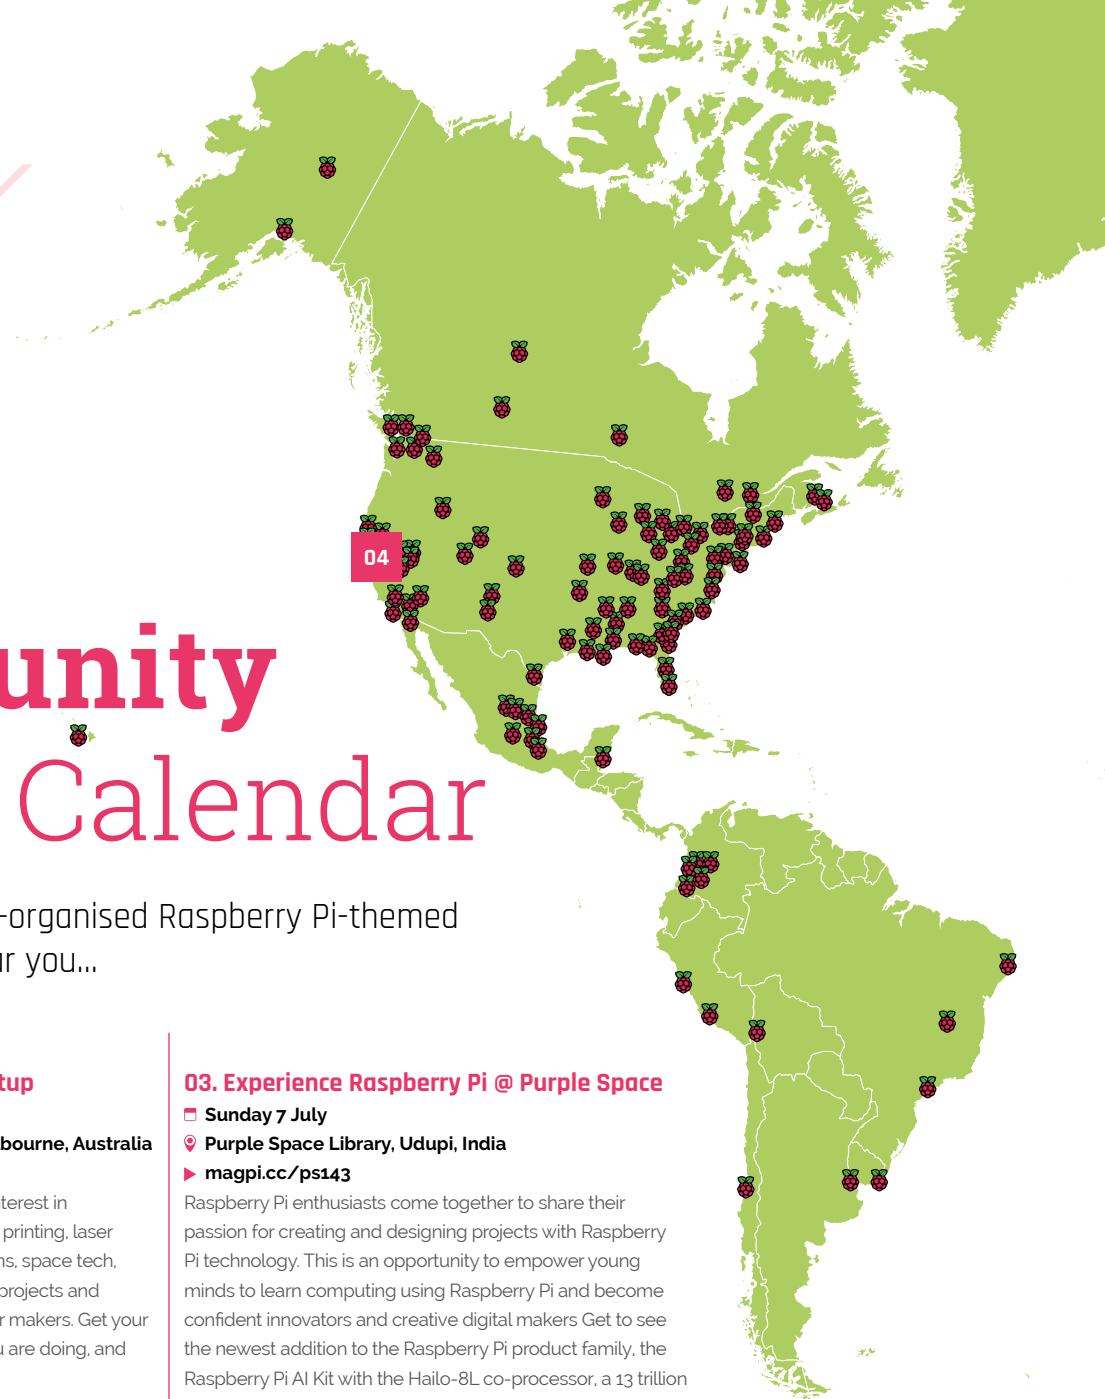 04
unity
Calendar
-organised Raspberry Pi-themed
r you...
tup
bourne, Australia
terest in
printing, laser
ns, space tech,
projects and
r makers. Get your
u are doing, and
03. Experience Raspberry Pi @ Purple Space
Sunday 7 July
Purple Space Library, Udupi, India
magpi.cc/ps143
Raspberry Pi enthusiasts come together to share their
passion for creating and designing projects with Raspberry
Pi technology. This is an opportunity to empower young
minds to learn computing using Raspberry Pi and become
confident innovators and creative digital makers Get to see
the newest addition to the Raspberry Pi product family, the
Raspberry Pi AI Kit with the Hailo-8L co-processor, a 13 trillion